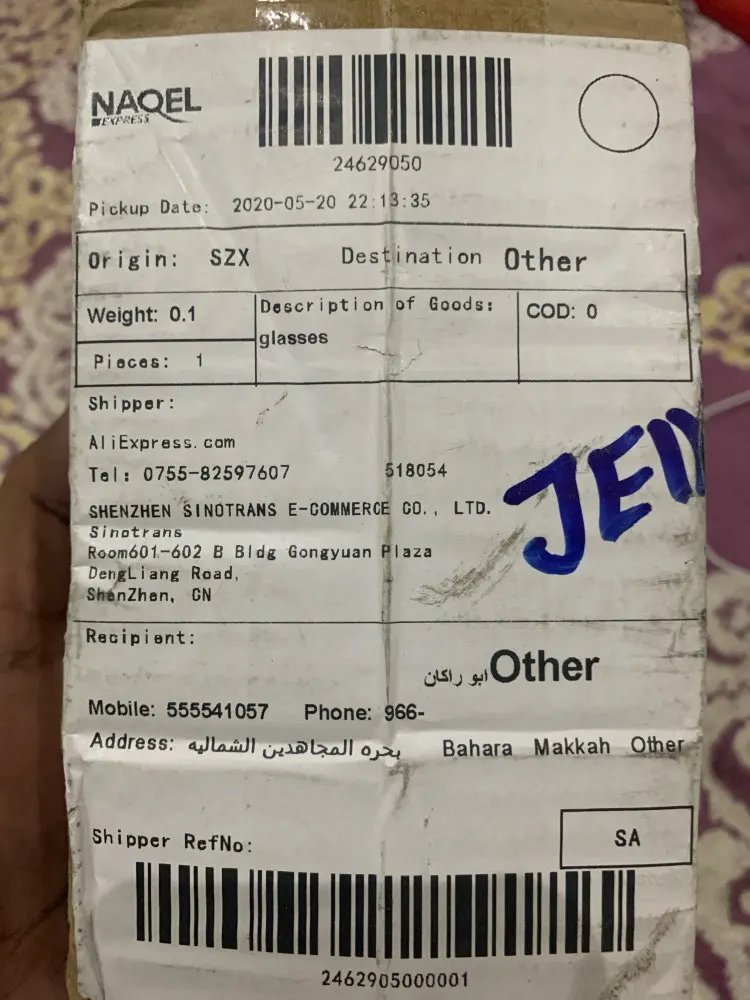 NAQEL
EXPRESS
24629050
Pickup Date: 2020-05-20 22:13:35
Origin: SZX Destination Other
Weight: 0.1 Description of Goods: COD: 0
glasses
Pieces: 1
Shipper:
AliExpress.com
Tel: 0755-82597607 518054
SHENZHEN SINOTRANS E-COMMERCE CO., LTD.
Sinotrans
Room601-602 B Bldg Gongyuan Plaza
DengLiang Road,
ShenZhen, CN
JED
Recipient:
ابو راكان Other
Mobile: 555541057 Phone: 966-
Address: بحره المجاهدين الشماليه Bahara Makkah Other
Shipper RefNo:
SA
2462905000001